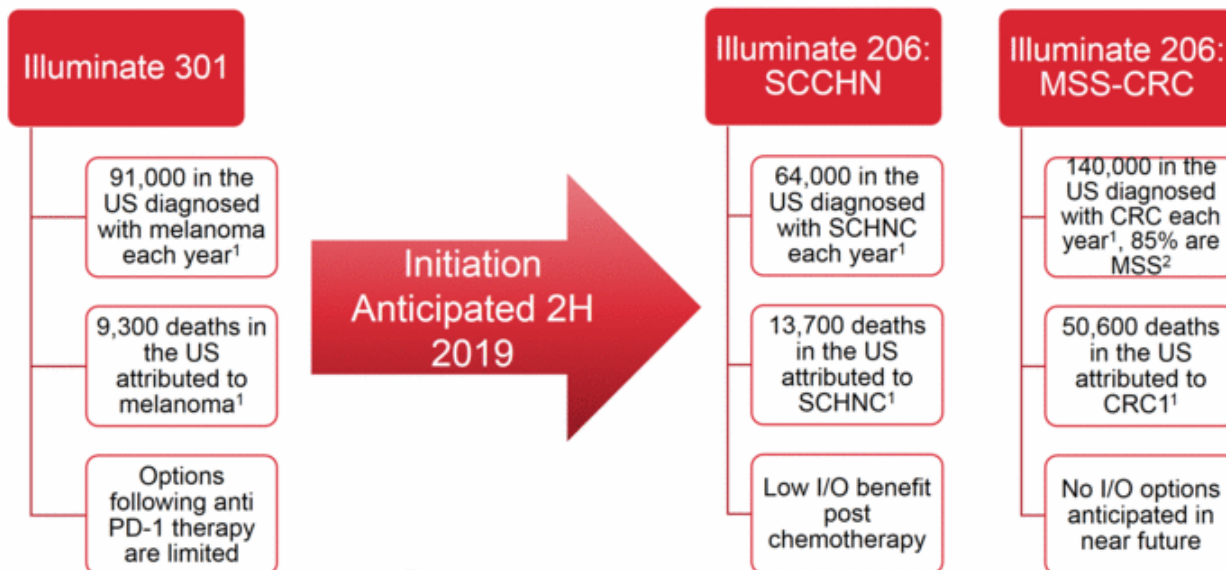 Illuminate 301
91,000 in the
US diagnosed
with melanoma
each year¹
9,300 deaths in
the US
attributed to
melanoma¹
Options
following anti
PD-1 therapy
are limited
Initiation
Anticipated 2H
2019
Illuminate 206:
SCCHN
64,000 in the
US diagnosed
with SCHNC
each year¹
13,700 deaths
in the US
attributed to
SCHNC¹
Low I/O benefit
post
chemotherapy
Illuminate 206:
MSS-CRC
140,000 in the
US diagnosed
with CRC each
year¹, 85% are
MSS²
50,600 deaths
in the US
attributed to
CRC1¹
No I/O options
anticipated in
near future